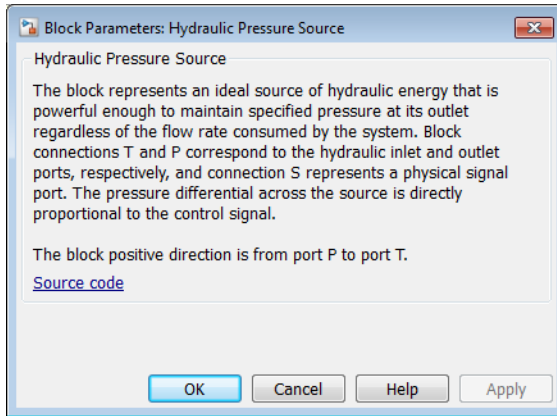 Block Parameters: Hydraulic Pressure Source
Hydraulic Pressure Source
The block represents an ideal source of hydraulic energy that is
powerful enough to maintain specified pressure at its outlet
regardless of the flow rate consumed by the system. Block
connections T and P correspond to the hydraulic inlet and outlet
ports, respectively, and connection S represents a physical signal
port. The pressure differential across the source is directly
proportional to the control signal.
The block positive direction is from port P to port T.
Source code
OK Cancel Help Apply